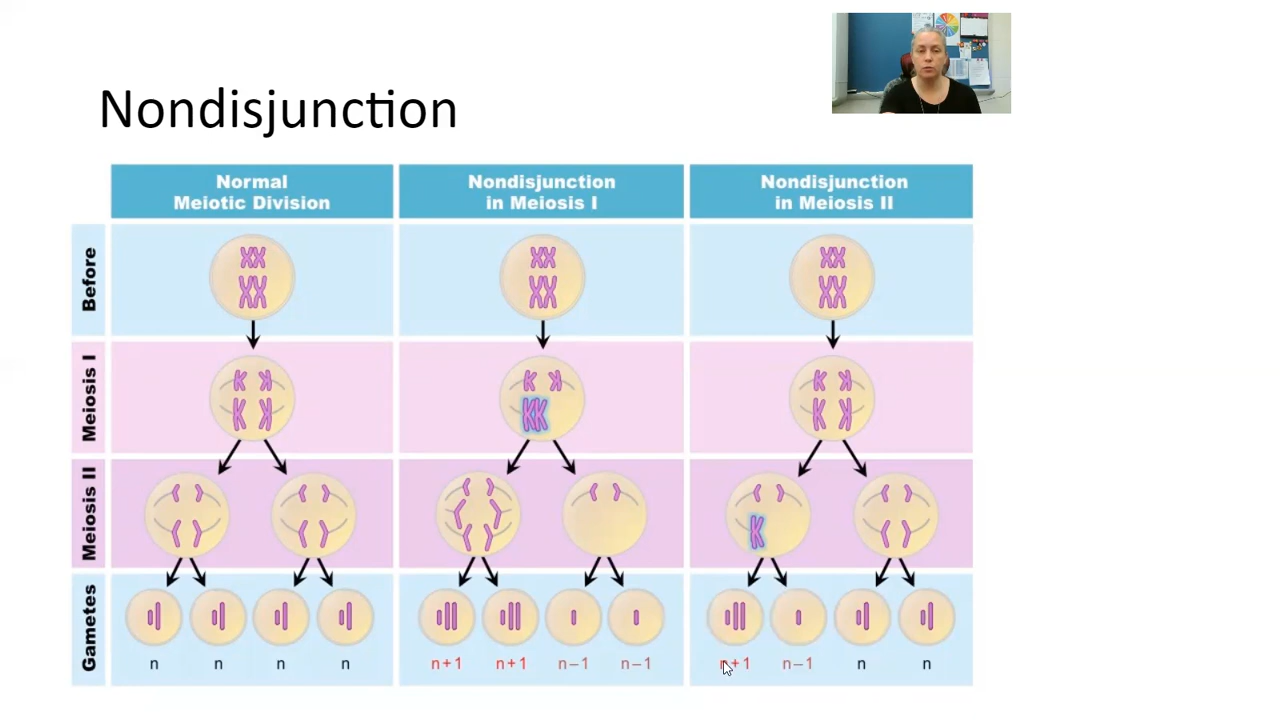 Nondisjunction
Normal
Meiotic Division
Nondisjunction
in Meiosis I
Nondisjunction
in Meiosis II
Before
Meiosis I
Meiosis II
Gametes
n n n n n+1 n+1 n−1 n−1 n+1 n−1 n n